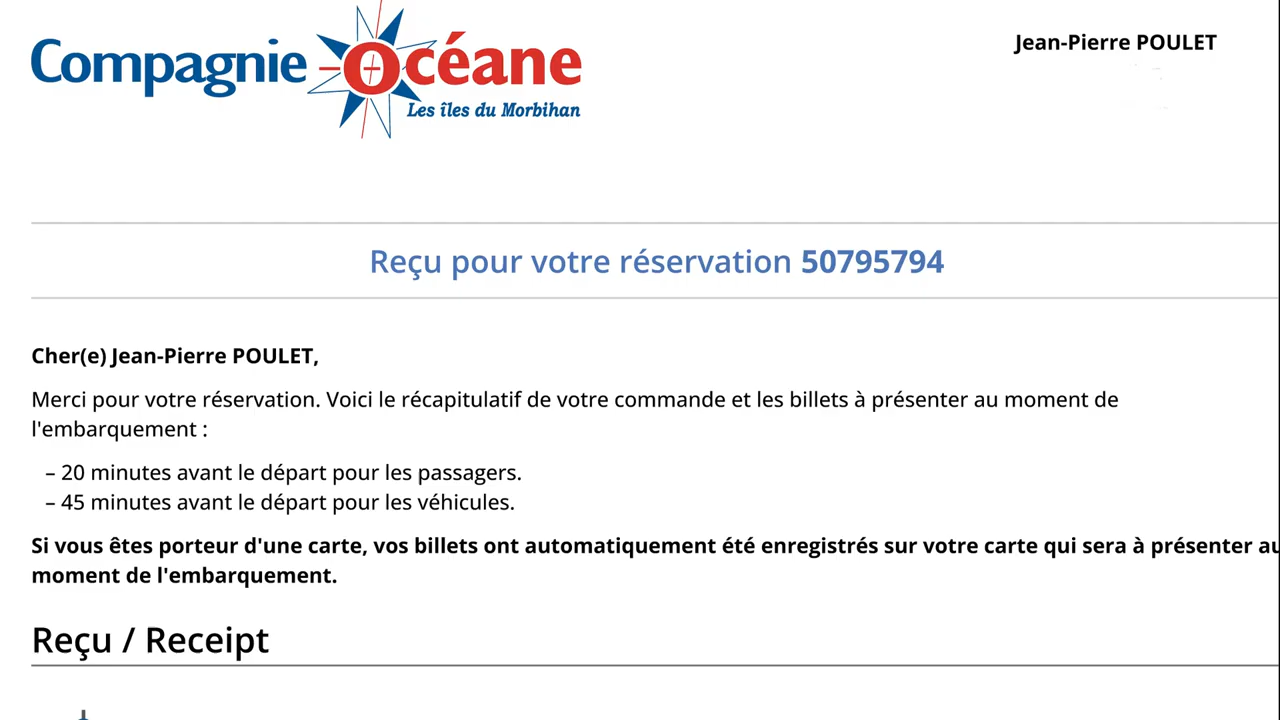 Compagnie Océane
Les îles du Morbihan
Jean-Pierre POULET
Reçu pour votre réservation 50795794
Cher(e) Jean-Pierre POULET,
Merci pour votre réservation. Voici le récapitulatif de votre commande et les billets à présenter au moment de
l'embarquement :
– 20 minutes avant le départ pour les passagers.
– 45 minutes avant le départ pour les véhicules.
Si vous êtes porteur d'une carte, vos billets ont automatiquement été enregistrés sur votre carte qui sera à présenter au
moment de l'embarquement.
Reçu / Receipt